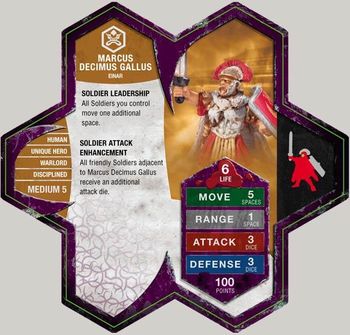 MARCUS
DECIMUS GALLUS
EINAR
SOLDIER LEADERSHIP
All Soldiers you control
move one additional
space.
SOLDIER ATTACK
ENHANCEMENT
All friendly Soldiers adjacent
to Marcus Decimus Gallus
receive an additional
attack die.
HUMAN
UNIQUE HERO
WARLORD
DISCIPLINED
MEDIUM 5
6
LIFE
MOVE 5 SPACES
RANGE 1 SPACE
ATTACK 3 DICE
DEFENSE 3 DICE
100
POINTS